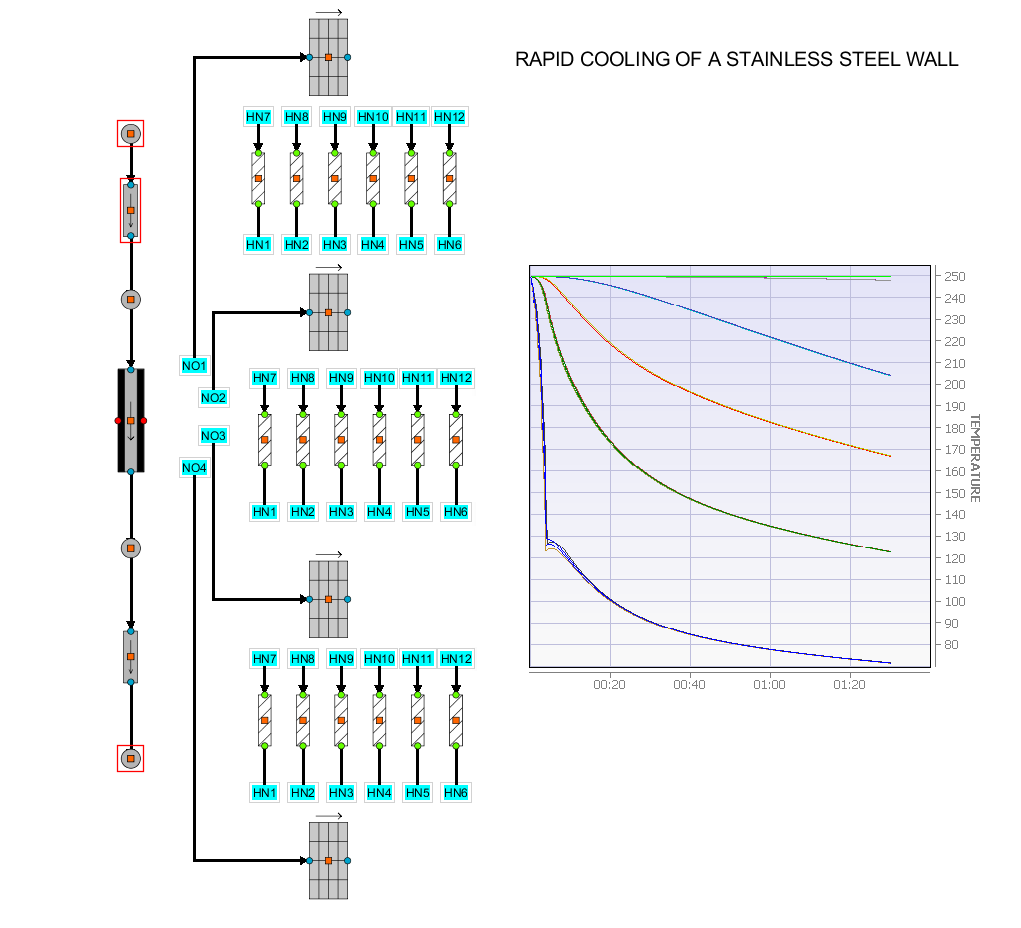 RAPID COOLING OF A STAINLESS STEEL WALL
HN7 HN8 HN9 HN10 HN11 HN12
HN1 HN2 HN3 HN4 HN5 HN6
NO1
NO2
HN7 HN8 HN9 HN10 HN11 HN12
NO3
NO4
HN1 HN2 HN3 HN4 HN5 HN6
HN7 HN8 HN9 HN10 HN11 HN12
HN1 HN2 HN3 HN4 HN5 HN6
250
240
230
220
210
200
190
180
170
160
150
140
130
120
110
100
90
80
TEMPERATURE
00:20 00:40 01:00 01:20